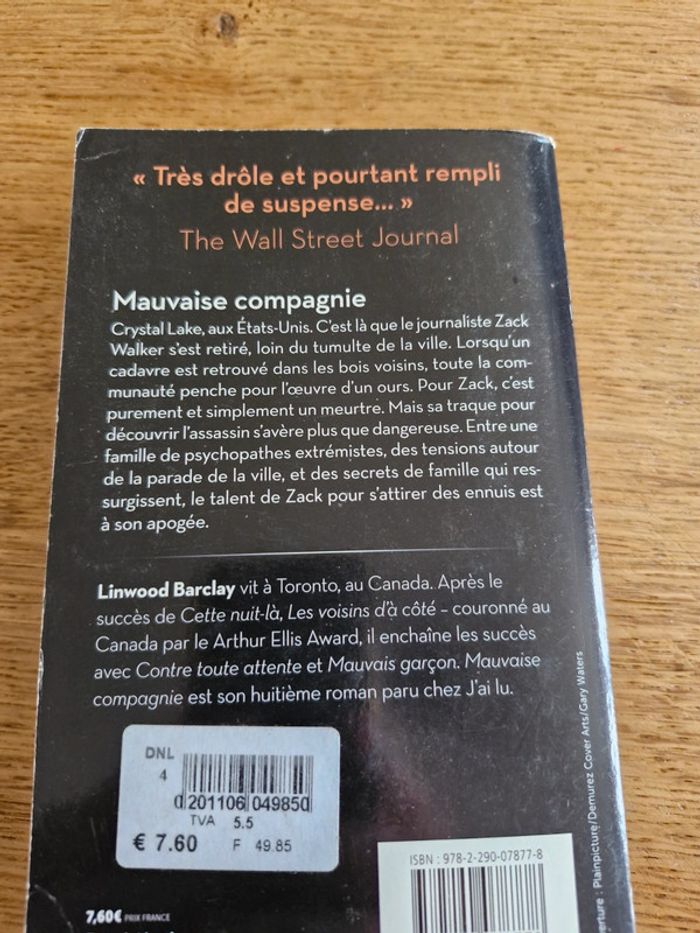 « Très drôle et pourtant rempli
de suspense... »
The Wall Street Journal
Mauvaise compagnie
Crystal Lake, aux États-Unis. C'est là que le journaliste Zack
Walker s'est retiré, loin du tumulte de la ville. Lorsqu'un
cadavre est retrouvé dans les bois voisins, toute la com-
munauté penche pour l'œuvre d'un ours. Pour Zack, c'est
purement et simplement un meurtre. Mais sa traque pour
découvrir l'assassin s'avère plus que dangereuse. Entre une
famille de psychopathes extrémistes, des tensions autour
de la parade de la ville, et des secrets de famille qui res-
surgissent, le talent de Zack pour s'attirer des ennuis est
à son apogée.
Linwood Barclay vit à Toronto, au Canada. Après le
succès de Cette nuit-là, Les voisins d'à côté – couronné au
Canada par le Arthur Ellis Award, il enchaîne les succès
avec Contre toute attente et Mauvais garçon. Mauvaise
compagnie est son huitième roman paru chez J'ai lu.
DNL
4
0201106049850
TVA 5.5
€ 7.60 F 49.85
ISBN : 978-2-290-07877-8
7,60€ PRIX FRANCE
erture : Plainpicture/Demurez Cover Arts/Gary Waters